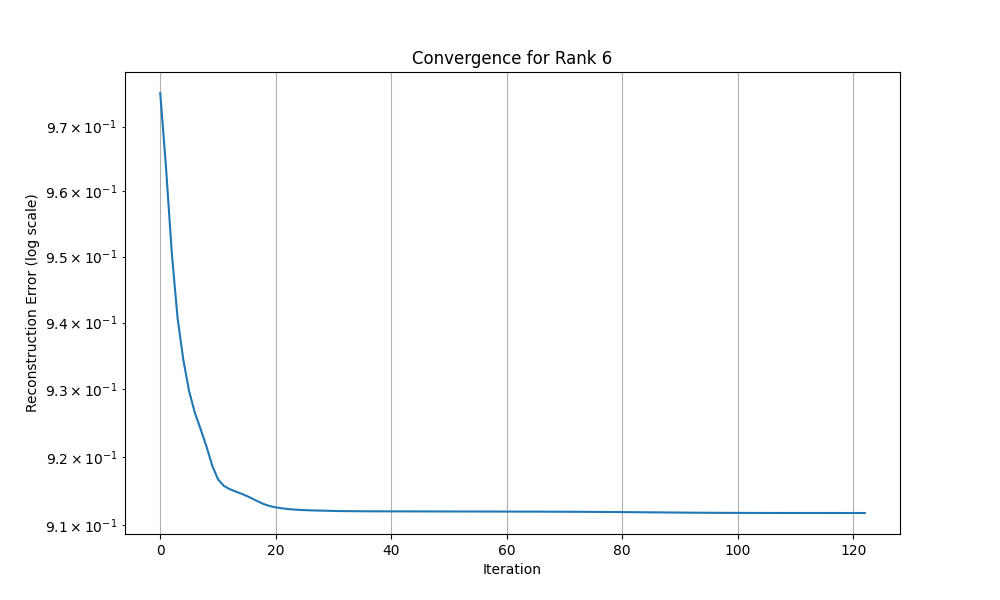 Convergence for Rank 6
Reconstruction Error (log scale)
9.7 × 10⁻¹
9.6 × 10⁻¹
9.5 × 10⁻¹
9.4 × 10⁻¹
9.3 × 10⁻¹
9.2 × 10⁻¹
9.1 × 10⁻¹
0 20 40 60 80 100 120
Iteration